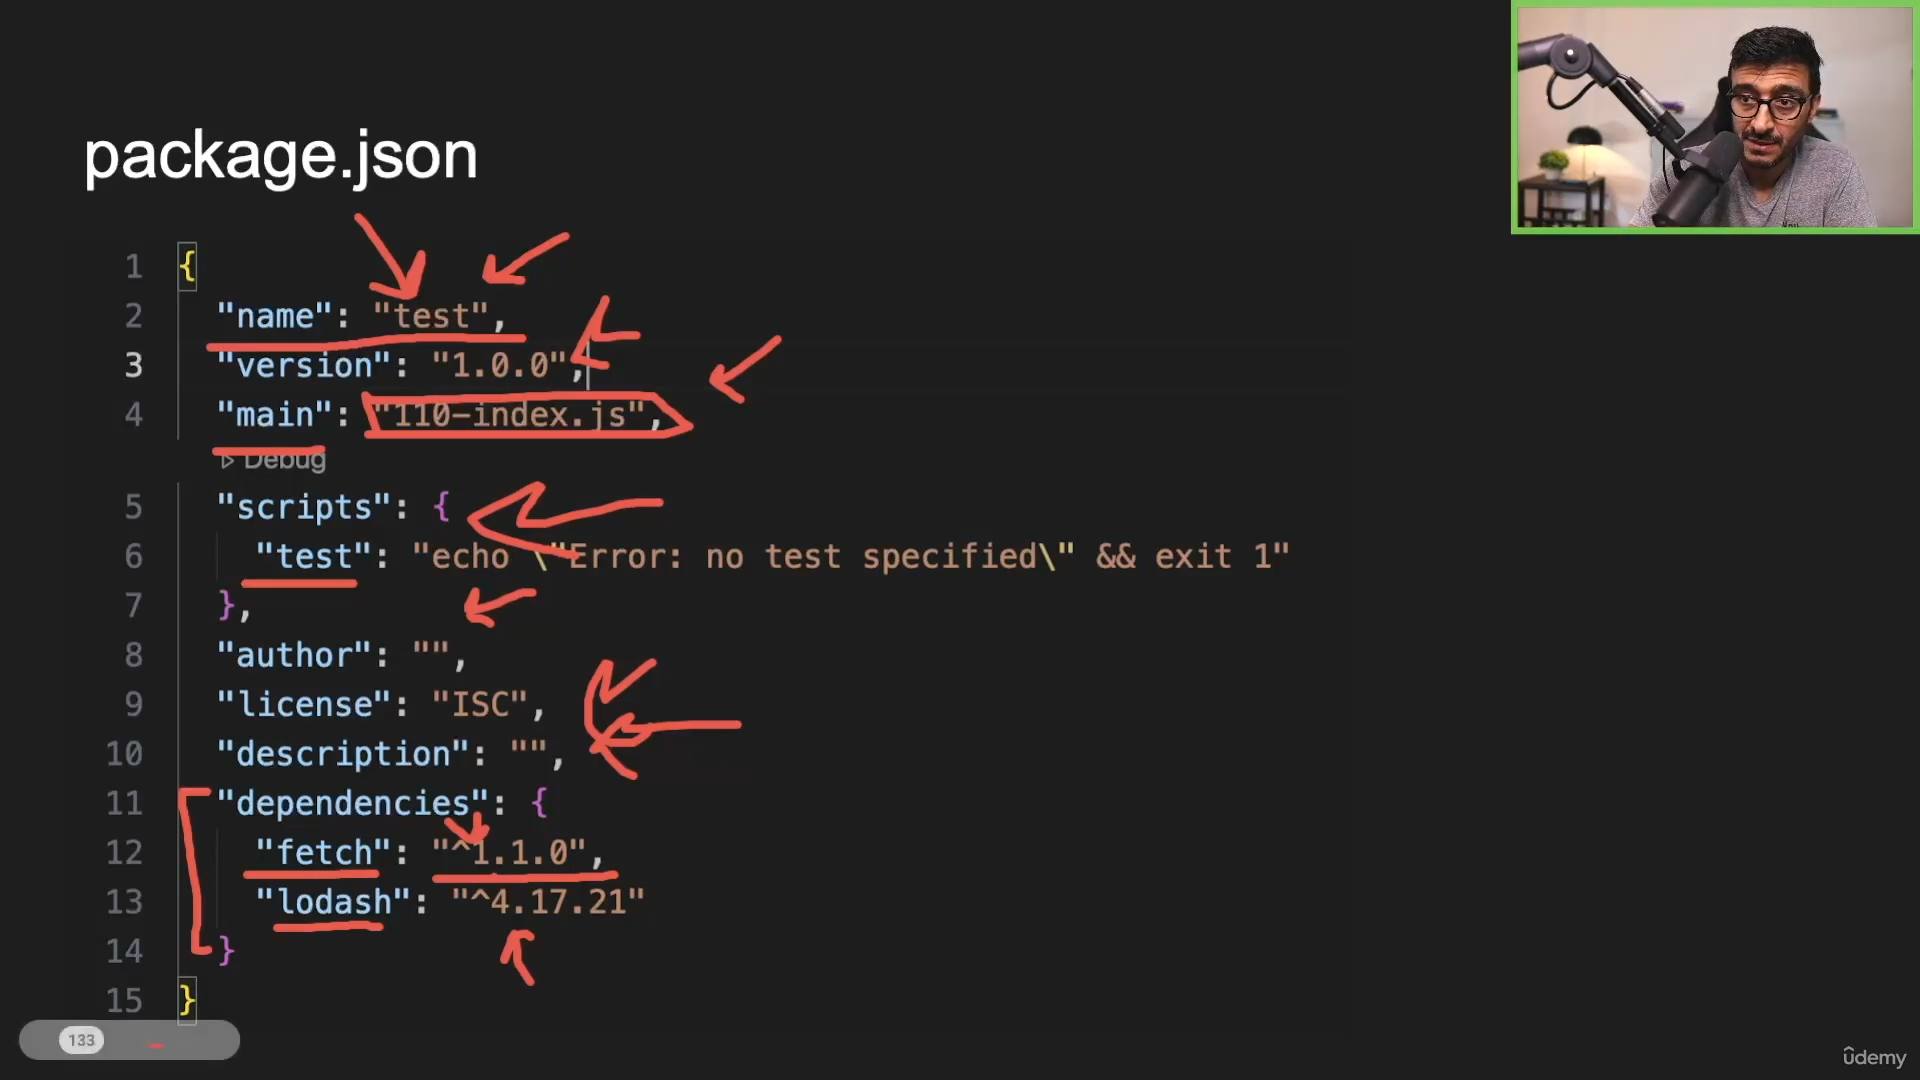 package.json
1 {
2 "name": "test",
3 "version": "1.0.0",
4 "main": "110-index.js",
Debug
5 "scripts": {
6 "test": "echo \"Error: no test specified\" && exit 1"
7 },
8 "author": "",
9 "license": "ISC",
10 "description": "",
11 "dependencies": {
12 "fetch": "^1.1.0",
13 "lodash": "^4.17.21"
14 }
15 }
133
ûdemy